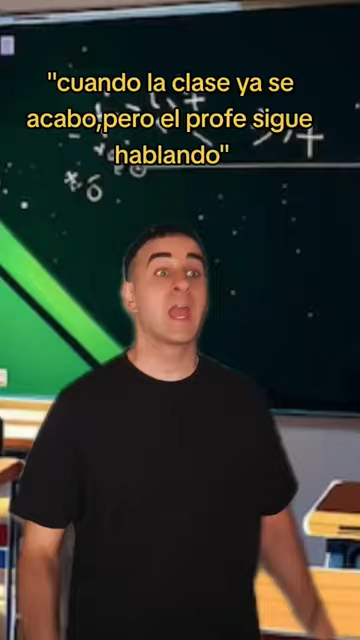 "cuando la clase ya se
acabo,pero el profe sigue
hablando"